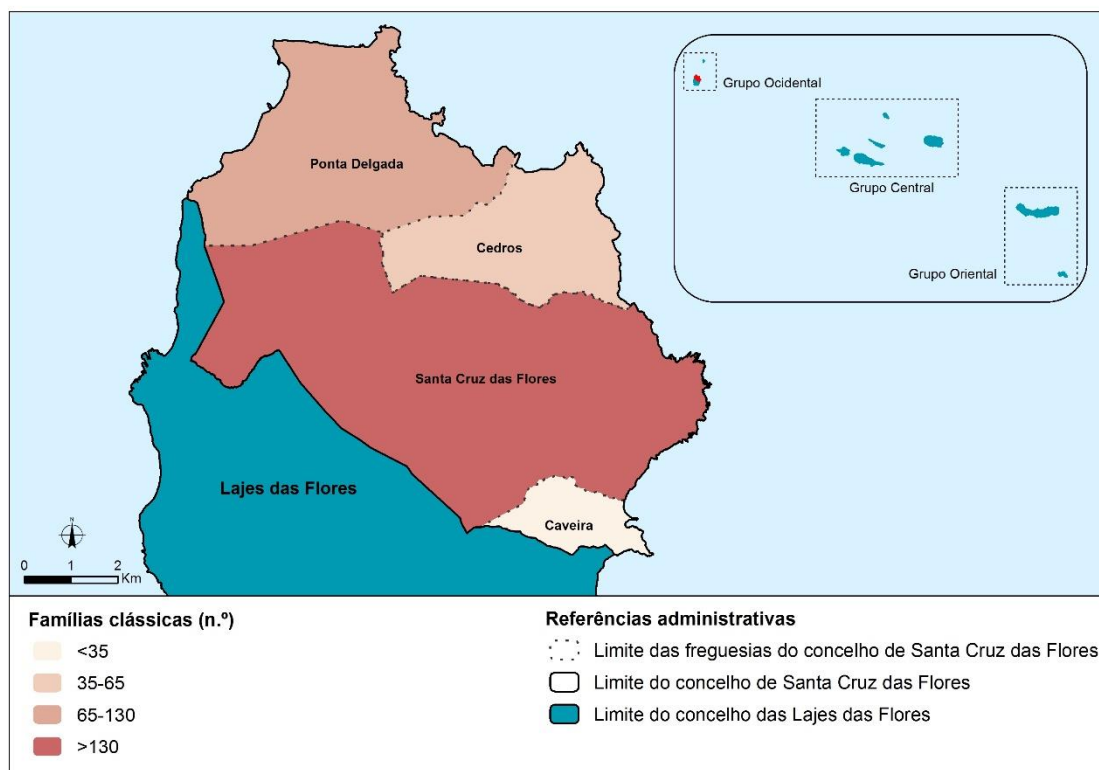 Ponta Delgada
Cedros
Santa Cruz das Flores
Lajes das Flores
Caveira
Grupo Ocidental
Grupo Central
Grupo Oriental
N
0 1 2
Km
Famílias clássicas (n.º)
<35
35-65
65-130
>130
Referências administrativas
Limite das freguesias do concelho de Santa Cruz das Flores
Limite do concelho de Santa Cruz das Flores
Limite do concelho das Lajes das Flores